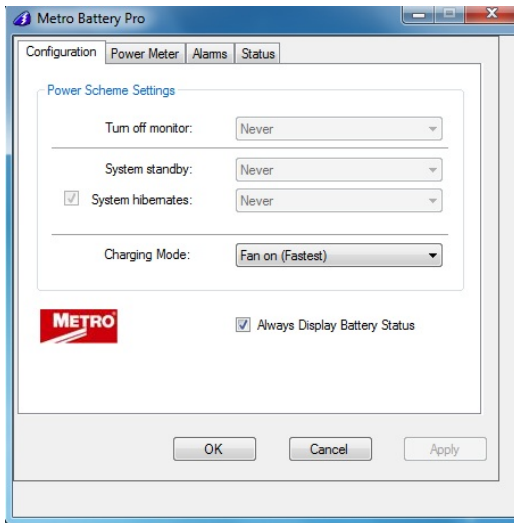 Metro Battery Pro
Configuration Power Meter Alarms Status
Power Scheme Settings
Turn off monitor: Never
System standby: Never
System hibernates: Never
Charging Mode: Fan on (Fastest)
METRO
Always Display Battery Status
OK Cancel Apply